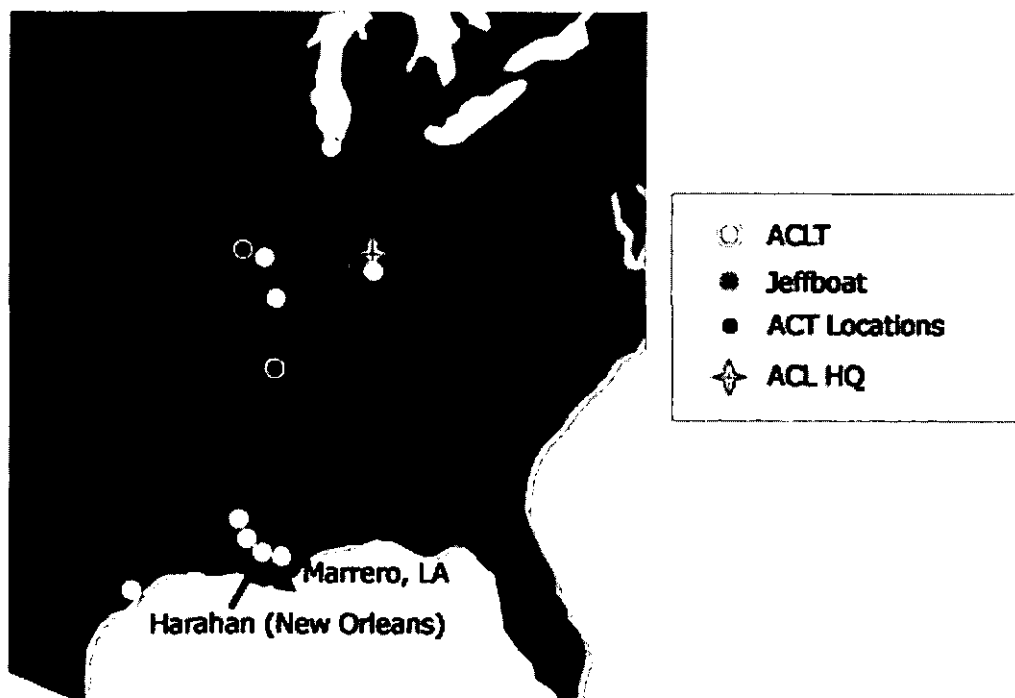 ACLT
Jeffboat
ACT Locations
ACL HQ
Marrero, LA
Harahan (New Orleans)